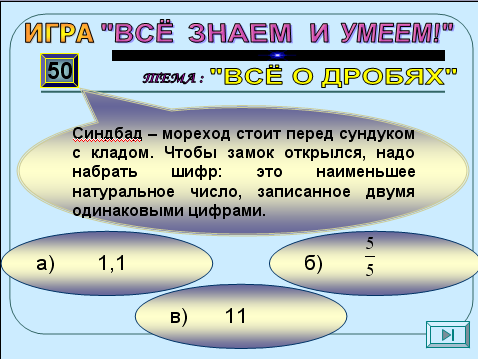 ИГРА "ВСЁ ЗНАЕМ И УМЕЕМ!"
50
ТЕМА : "ВСЁ О ДРОБЯХ"
Синдбад – мореход стоит перед сундуком
с кладом. Чтобы замок открылся, надо
набрать шифр: это наименьшее
натуральное число, записанное двумя
одинаковыми цифрами.
а) 1,1
б) 5/5
в) 11